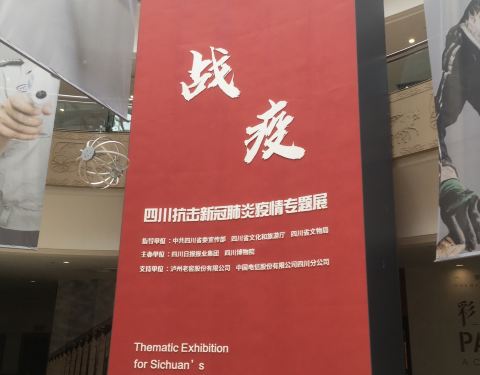 战
疫
四川抗击新冠肺炎疫情专题展
指导单位：中共四川省委宣传部 四川省文化和旅游厅 四川省文物局
主办单位：四川日报报业集团 四川博物院
支持单位：泸州老窖股份有限公司 中国电信股份有限公司四川分公司
Thematic Exhibition
for Sichuan's
彩
PA